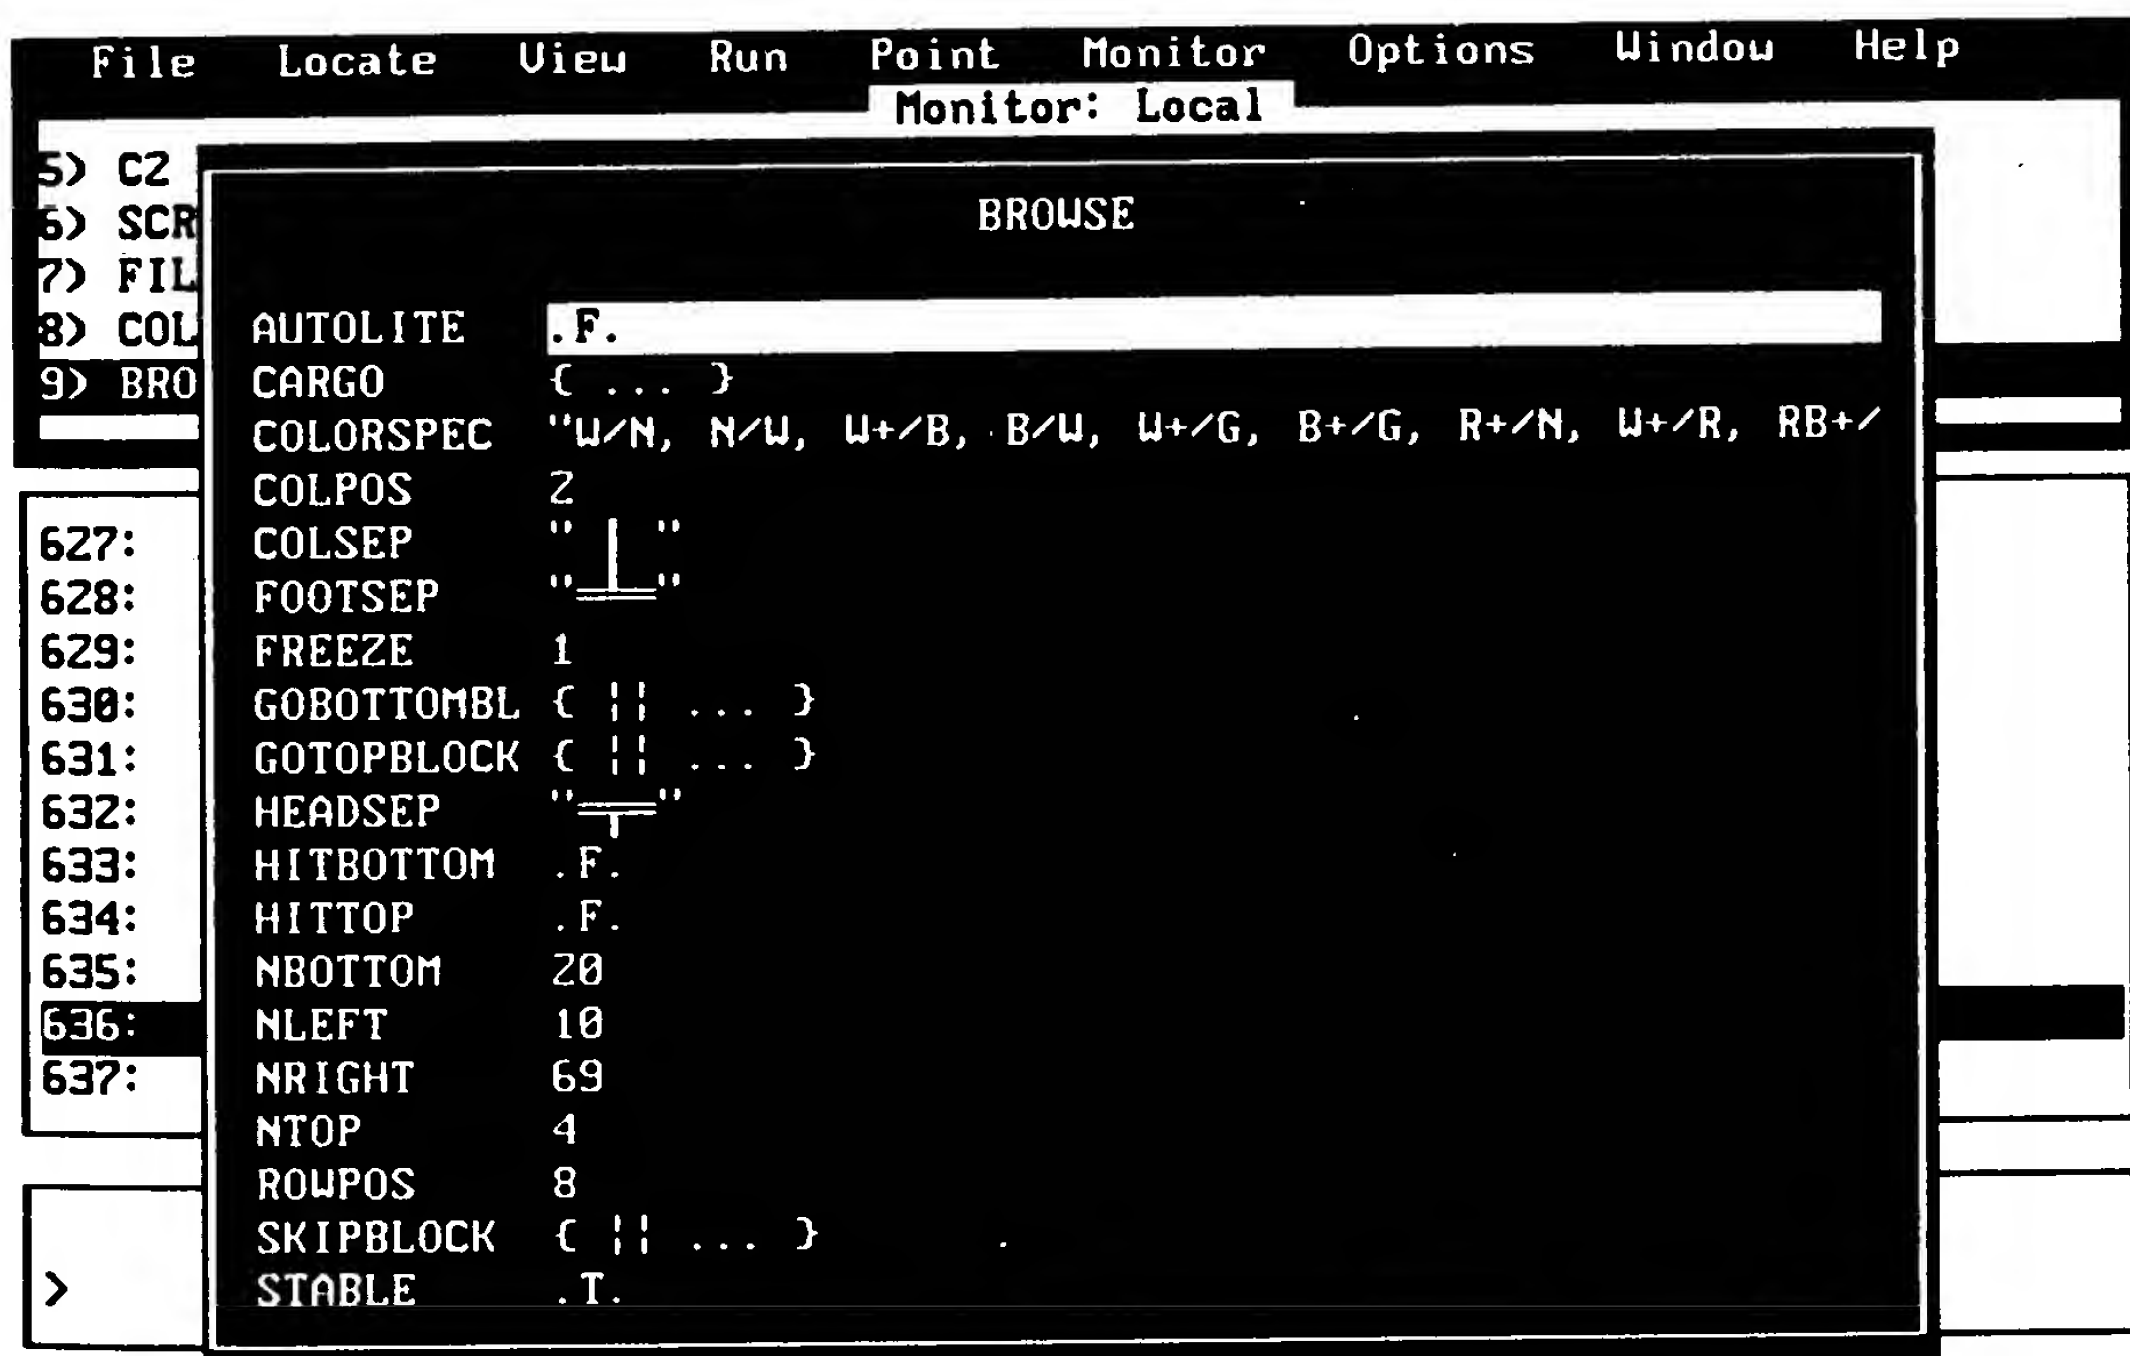 File Locate View Run Point Monitor Options Window Help
Monitor: Local
5) C2
6) SCR
7) FIL
8) COL
9) BRO
BROWSE
AUTOLITE .F.
CARGO { ... }
COLORSPEC "W/N, N/W, W+/B, B/W, W+/G, B+/G, R+/N, W+/R, RB+/
COLPOS 2
COLSEP " │ "
FOOTSEP "═╧═"
FREEZE 1
GOBOTTOMBL { ¦¦ ... }
GOTOPBLOCK { ¦¦ ... }
HEADSEP "═╤═"
HITBOTTOM .F.
HITTOP .F.
NBOTTOM 20
NLEFT 10
NRIGHT 69
NTOP 4
ROWPOS 8
SKIPBLOCK { ¦¦ ... }
STABLE .T.
627:
628:
629:
630:
631:
632:
633:
634:
635:
636:
637:
>